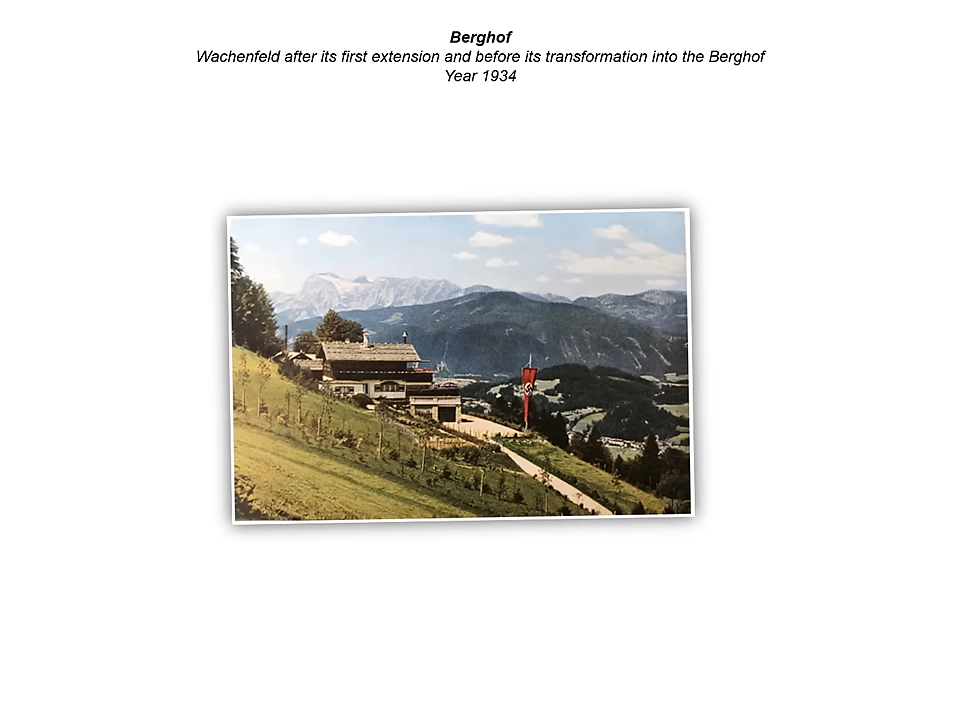 Berghof
Wachenfeld after its first extension and before its transformation into the Berghof
Year 1934